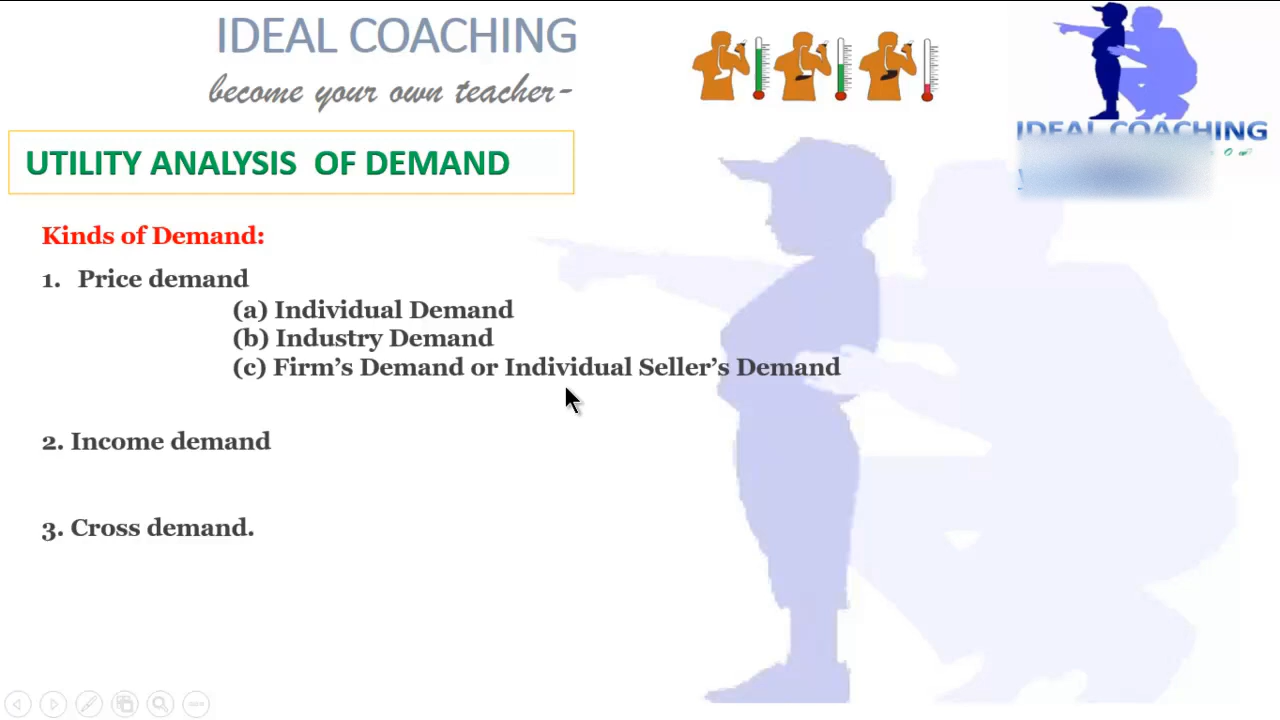 IDEAL COACHING
become your own teacher-
IDEAL COACHING
UTILITY ANALYSIS OF DEMAND
Kinds of Demand:
1. Price demand
(a) Individual Demand
(b) Industry Demand
(c) Firm’s Demand or Individual Seller’s Demand
2. Income demand
3. Cross demand.